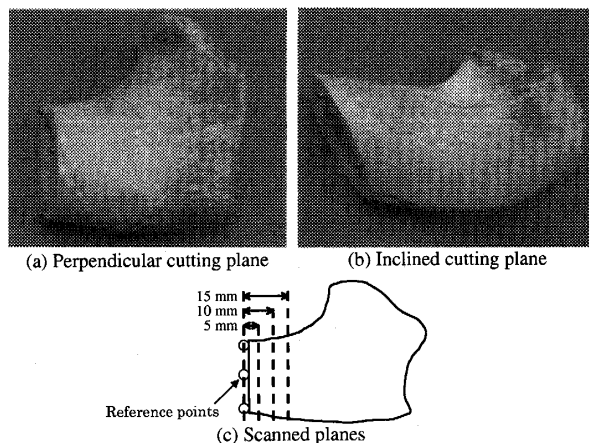 (a) Perpendicular cutting plane
(b) Inclined cutting plane
15 mm
10 mm
5 mm
Reference points
(c) Scanned planes